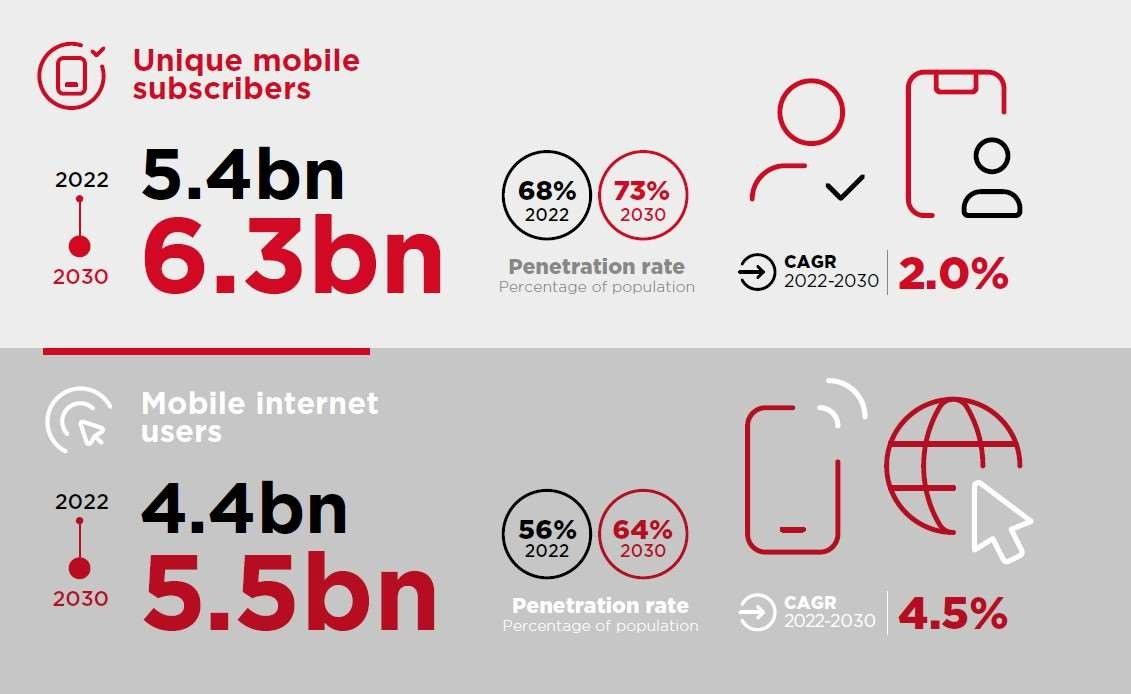 Unique mobile
subscribers
2022
5.4bn
2030
6.3bn
68%
2022
73%
2030
Penetration rate
Percentage of population
CAGR
2022-2030
2.0%
Mobile internet
users
2022
4.4bn
2030
5.5bn
56%
2022
64%
2030
Penetration rate
Percentage of population
CAGR
2022-2030
4.5%